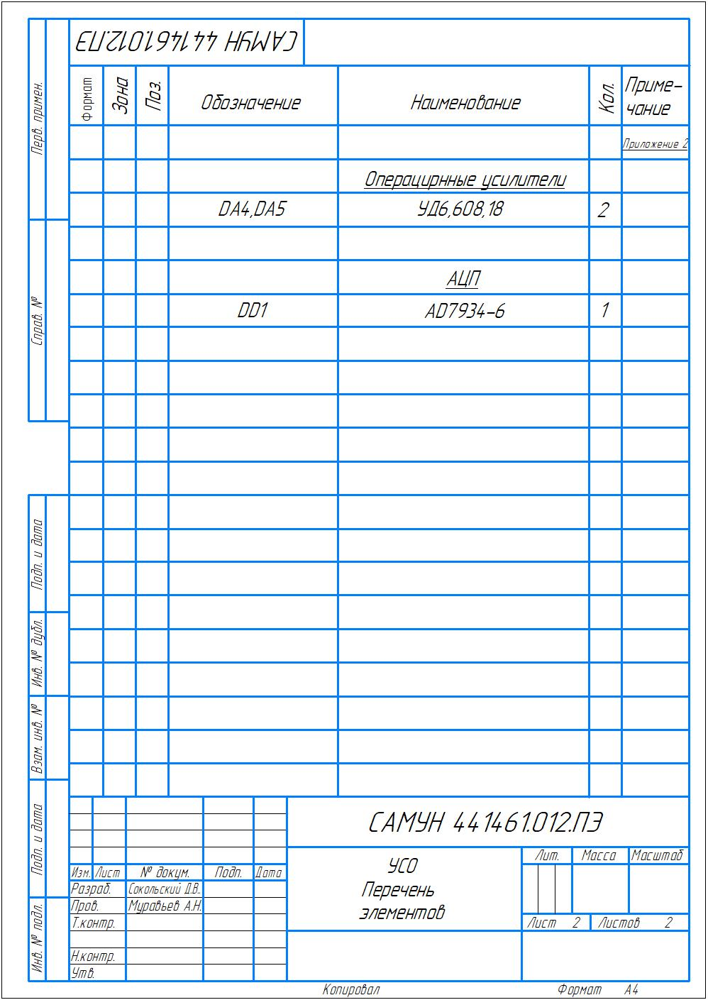 САМУН 441461.012.ПЭ
Перв. примен.
Справ. №
Подп. и дата
Инв. № дубл.
Взам. инв. №
Подп. и дата
Инв. № подл.
Формат
Зона
Поз.
Обозначение
Наименование
Кол.
Приме-
чание
Приложение 2
Операцирнные усилители
DA4,DA5 УД6,608,18 2
АЦП
DD1 AD7934-6 1
САМУН 441461.012.ПЭ
Изм. Лист № докум. Подп. Дата
Разраб. Сокольский Д.В..
Пров. Муравьев А.Н.
Т.контр.
Н.контр.
Утв.
УСО
Перечень
элементов
Лит. Масса Масштаб
Лист 2 Листов 2
Копировал Формат А4